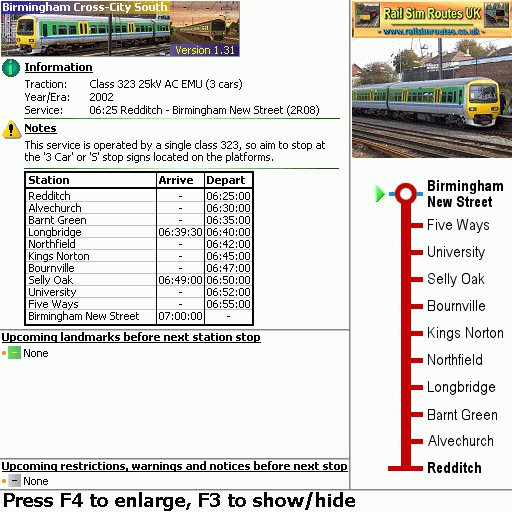 Birmingham Cross-City South
Version 1.31
Information
Traction: Class 323 25kV AC EMU (3 cars)
Year/Era: 2002
Service: 06:25 Redditch - Birmingham New Street (2R08)
Notes
This service is operated by a single class 323, so aim to stop at
the '3 Car' or 'S' stop signs located on the platforms.
Station Arrive Depart
Redditch - 06:25:00
Alvechurch - 06:30:00
Barnt Green - 06:35:00
Longbridge 06:39:30 06:40:00
Northfield - 06:42:00
Kings Norton - 06:45:00
Bournville - 06:47:00
Selly Oak 06:49:00 06:50:00
University - 06:52:00
Five Ways - 06:55:00
Birmingham New Street 07:00:00 -
Upcoming landmarks before next station stop
None
Upcoming restrictions, warnings and notices before next stop
None
Press F4 to enlarge, F3 to show/hide
Rail Sim Routes UK
- www.railsimroutes.co.uk -
Birmingham
New Street
Five Ways
University
Selly Oak
Bournville
Kings Norton
Northfield
Longbridge
Barnt Green
Alvechurch
Redditch